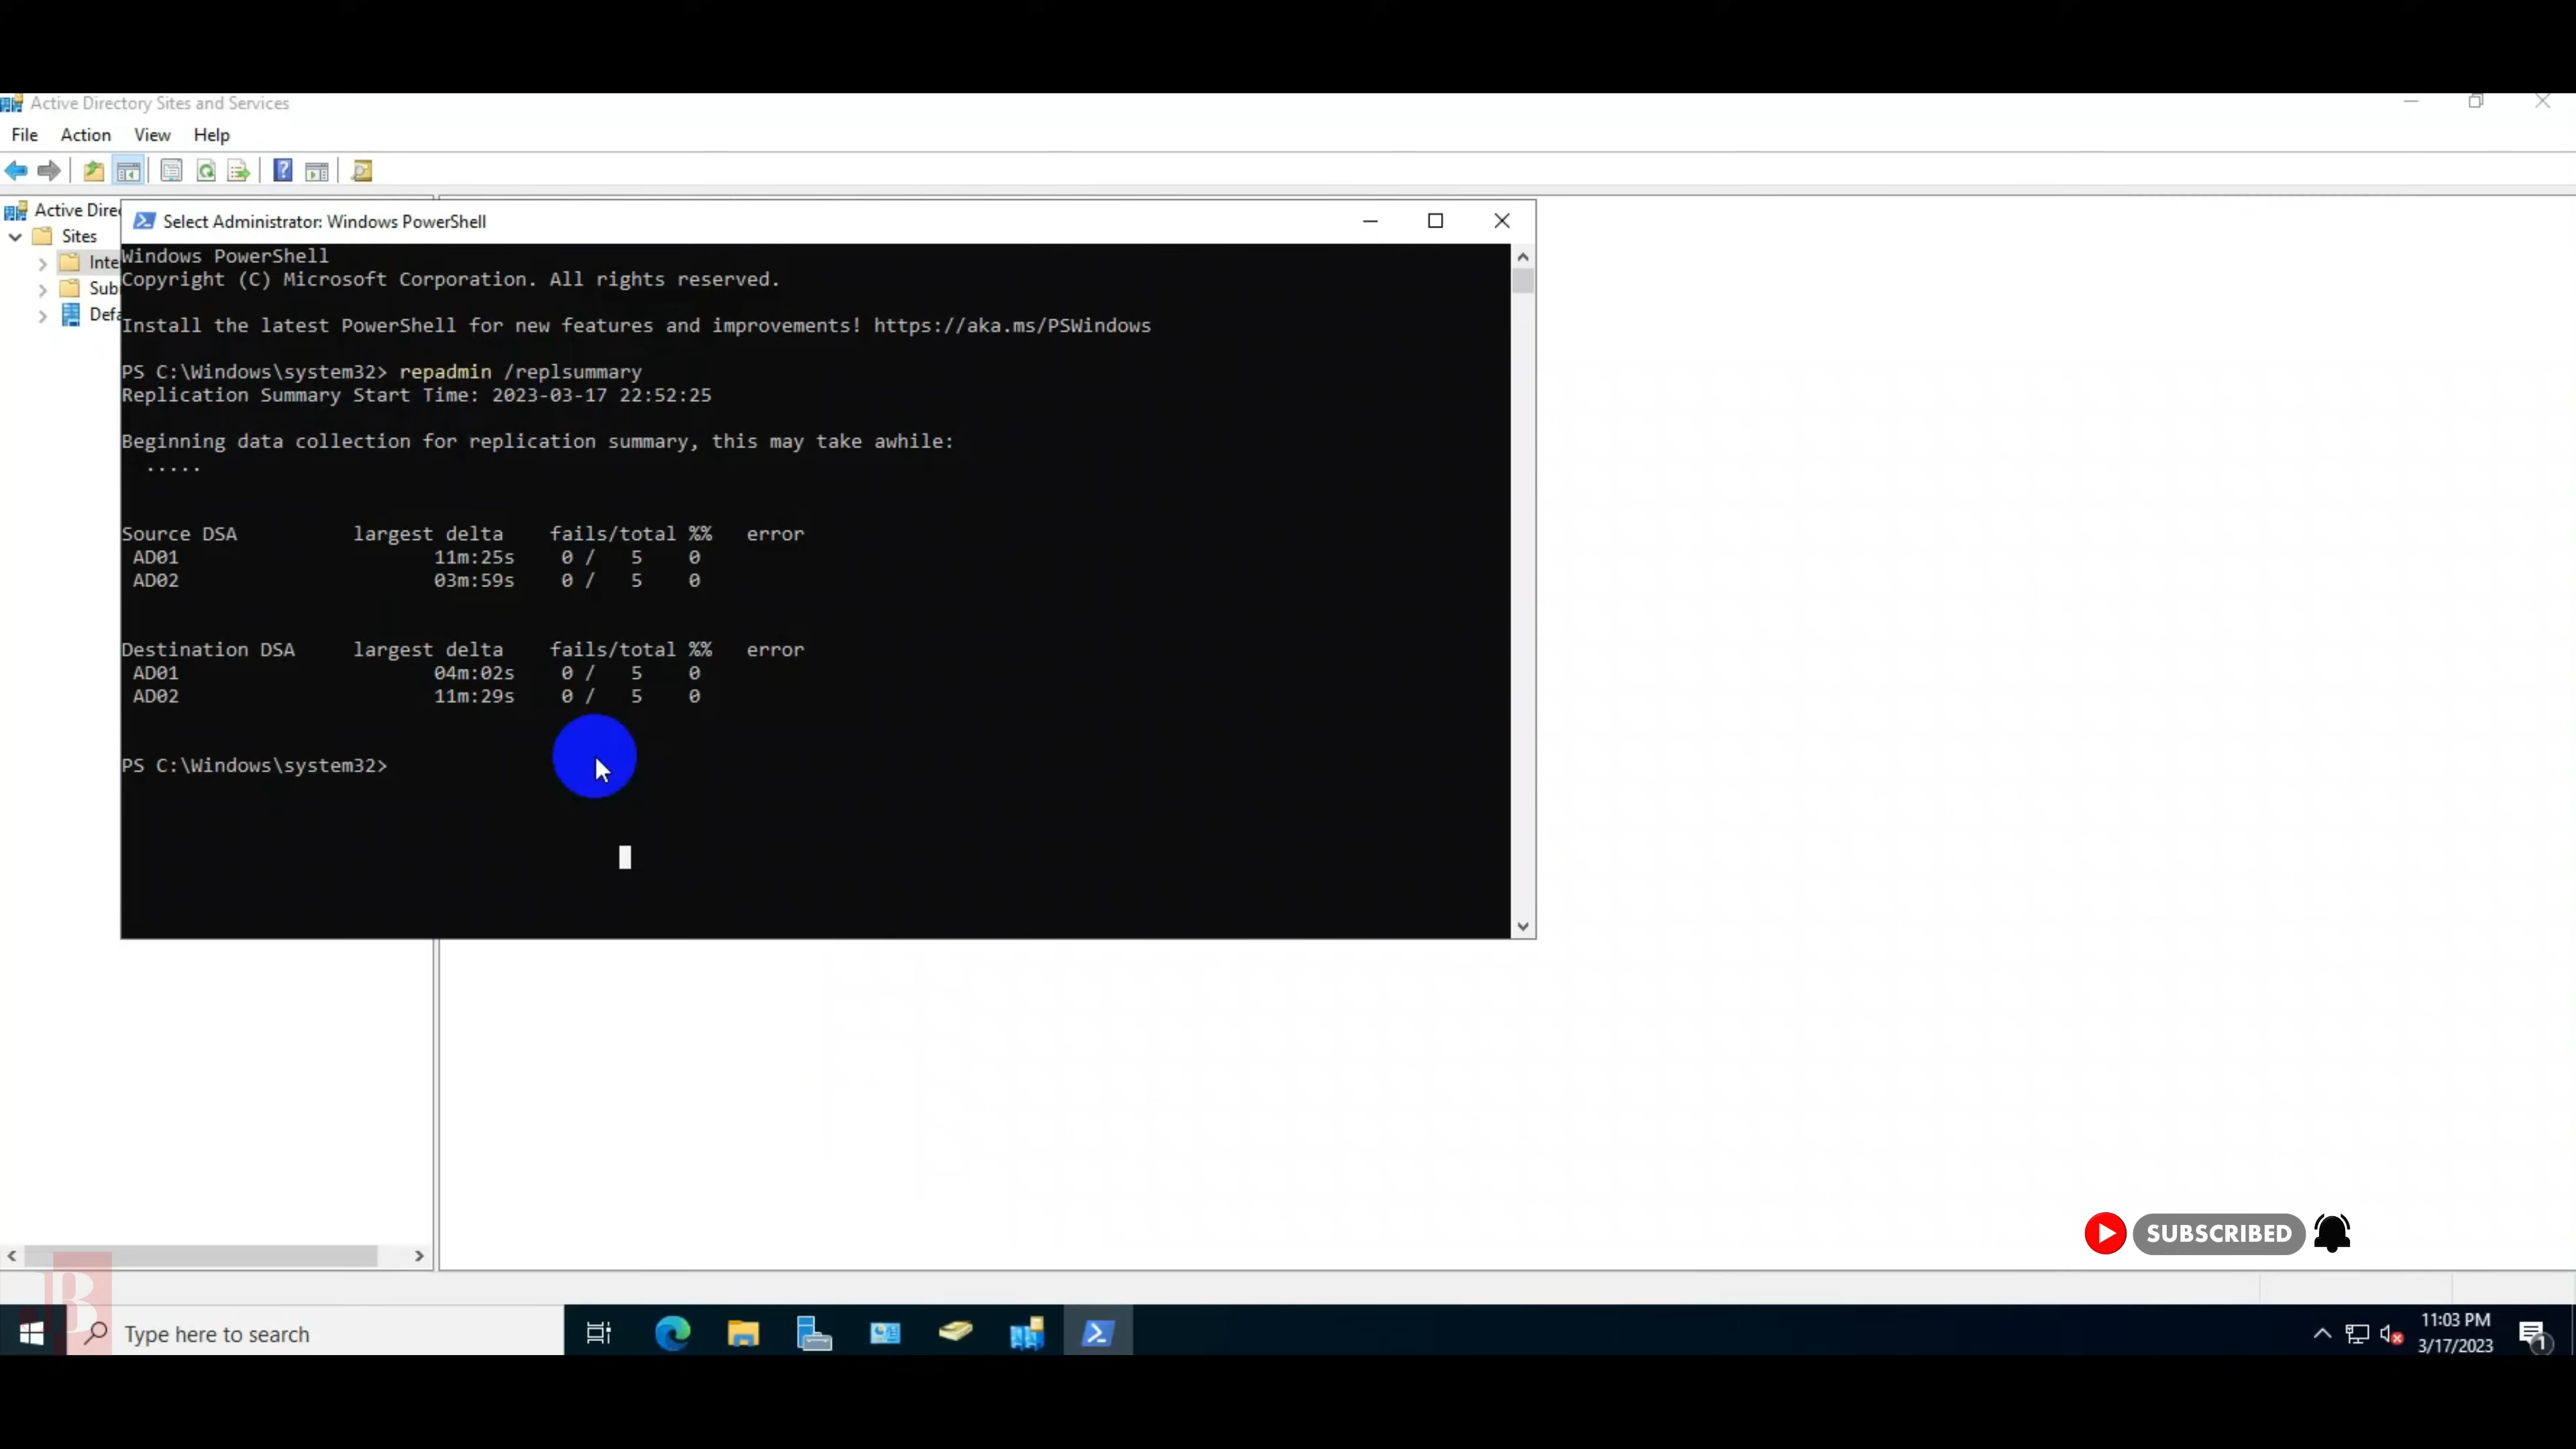 Active Directory Sites and Services
File Action View Help
Active Dire
Sites
Inte
Sub
Defa
Select Administrator: Windows PowerShell
Windows PowerShell
Copyright (C) Microsoft Corporation. All rights reserved.
Install the latest PowerShell for new features and improvements! https://aka.ms/PSWindows
PS C:\Windows\system32> repadmin /replsummary
Replication Summary Start Time: 2023-03-17 22:52:25
Beginning data collection for replication summary, this may take awhile:
.....
Source DSA largest delta fails/total %% error
AD01 11m:25s 0 / 5 0
AD02 03m:59s 0 / 5 0
Destination DSA largest delta fails/total %% error
AD01 04m:02s 0 / 5 0
AD02 11m:29s 0 / 5 0
PS C:\Windows\system32>
SUBSCRIBED
B
Type here to search
11:03 PM
3/17/2023
1